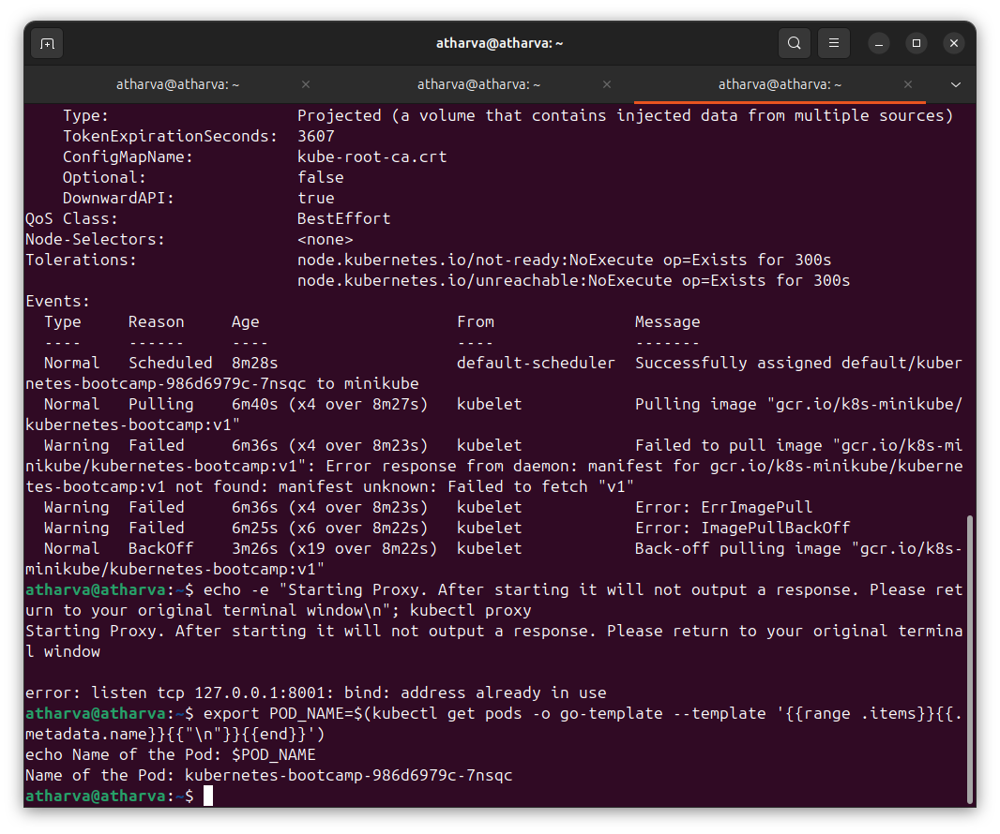 atharva@atharva: ~
atharva@atharva: ~ × atharva@atharva: ~ × atharva@atharva: ~ ×
    Type:                    Projected (a volume that contains injected data from multiple sources)
    TokenExpirationSeconds:  3607
    ConfigMapName:           kube-root-ca.crt
    Optional:                false
    DownwardAPI:             true
QoS Class:                   BestEffort
Node-Selectors:              <none>
Tolerations:                 node.kubernetes.io/not-ready:NoExecute op=Exists for 300s
                             node.kubernetes.io/unreachable:NoExecute op=Exists for 300s
Events:
  Type     Reason     Age                     From               Message
  ----     ------     ----                    ----               -------
  Normal   Scheduled  8m28s                   default-scheduler  Successfully assigned default/kuber
netes-bootcamp-986d6979c-7nsqc to minikube
  Normal   Pulling    6m40s (x4 over 8m27s)   kubelet            Pulling image "gcr.io/k8s-minikube/
kubernetes-bootcamp:v1"
  Warning  Failed     6m36s (x4 over 8m23s)   kubelet            Failed to pull image "gcr.io/k8s-mi
nikube/kubernetes-bootcamp:v1": Error response from daemon: manifest for gcr.io/k8s-minikube/kuberne
tes-bootcamp:v1 not found: manifest unknown: Failed to fetch "v1"
  Warning  Failed     6m36s (x4 over 8m23s)   kubelet            Error: ErrImagePull
  Warning  Failed     6m25s (x6 over 8m22s)   kubelet            Error: ImagePullBackOff
  Normal   BackOff    3m26s (x19 over 8m22s)  kubelet            Back-off pulling image "gcr.io/k8s-
minikube/kubernetes-bootcamp:v1"
atharva@atharva:~$ echo -e "Starting Proxy. After starting it will not output a response. Please ret
urn to your original terminal window\n"; kubectl proxy
Starting Proxy. After starting it will not output a response. Please return to your original termina
l window
error: listen tcp 127.0.0.1:8001: bind: address already in use
atharva@atharva:~$ export POD_NAME=$(kubectl get pods -o go-template --template '{{range .items}}{{.
metadata.name}}{{"\n"}}{{end}}')
echo Name of the Pod: $POD_NAME
Name of the Pod: kubernetes-bootcamp-986d6979c-7nsqc
atharva@atharva:~$